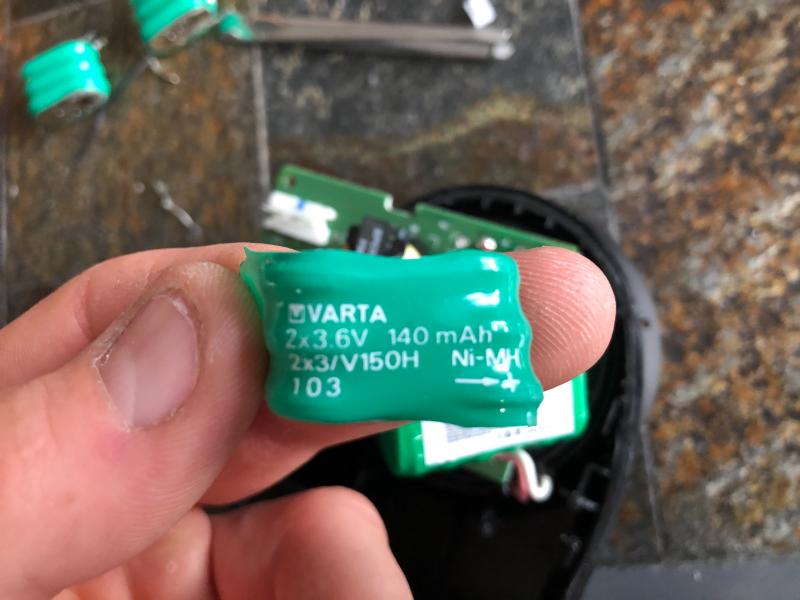 VARTA
2x3.6V 140 mAh
2x3/V150H Ni-MH
103 → +